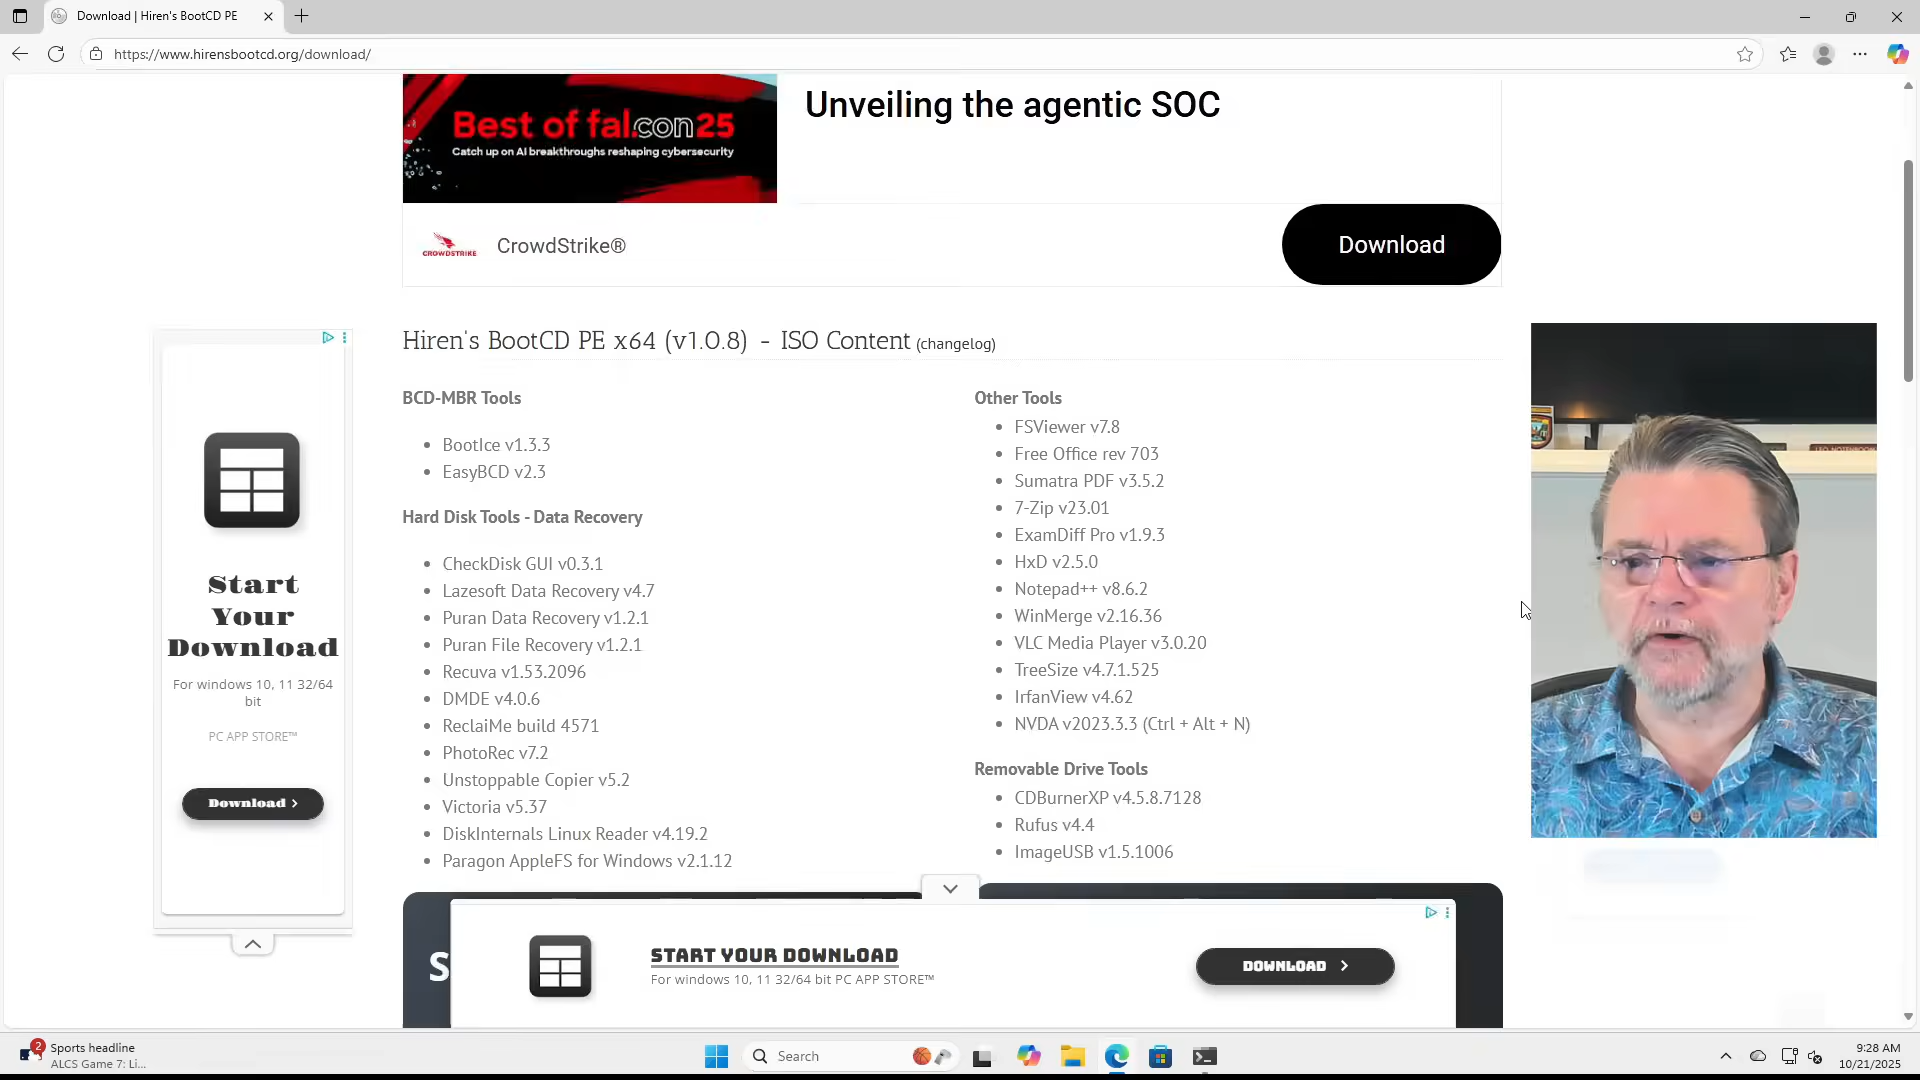 Download | Hiren's BootCD PE
https://www.hirensbootcd.org/download/
Best of fal.con25
Catch up on AI breakthroughs reshaping cybersecurity
Unveiling the agentic SOC
CROWDSTRIKE
CrowdStrike®
Download
Hiren's BootCD PE x64 (v1.0.8) - ISO Content (changelog)
BCD-MBR Tools
BootIce v1.3.3
EasyBCD v2.3
Hard Disk Tools - Data Recovery
CheckDisk GUI v0.3.1
Lazesoft Data Recovery v4.7
Puran Data Recovery v1.2.1
Puran File Recovery v1.2.1
Recuva v1.53.2096
DMDE v4.0.6
ReclaiMe build 4571
PhotoRec v7.2
Unstoppable Copier v5.2
Victoria v5.37
DiskInternals Linux Reader v4.19.2
Paragon AppleFS for Windows v2.1.12
Other Tools
FSViewer v7.8
Free Office rev 703
Sumatra PDF v3.5.2
7-Zip v23.01
ExamDiff Pro v1.9.3
HxD v2.5.0
Notepad++ v8.6.2
WinMerge v2.16.36
VLC Media Player v3.0.20
TreeSize v4.7.1.525
IrfanView v4.62
NVDA v2023.3.3 (Ctrl + Alt + N)
Removable Drive Tools
CDBurnerXP v4.5.8.7128
Rufus v4.4
ImageUSB v1.5.1006
Start
Your
Download
For windows 10, 11 32/64
bit
PC APP STORE™
Download
S
START YOUR DOWNLOAD
For windows 10, 11 32/64 bit PC APP STORE™
DOWNLOAD
2
Sports headline
ALCS Game 7: Li...
Search
9:28 AM
10/21/2025